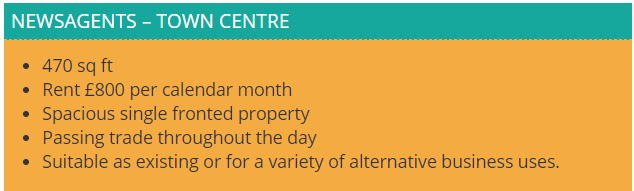 NEWSAGENTS – TOWN CENTRE
• 470 sq ft
• Rent £800 per calendar month
• Spacious single fronted property
• Passing trade throughout the day
• Suitable as existing or for a variety of alternative business uses.